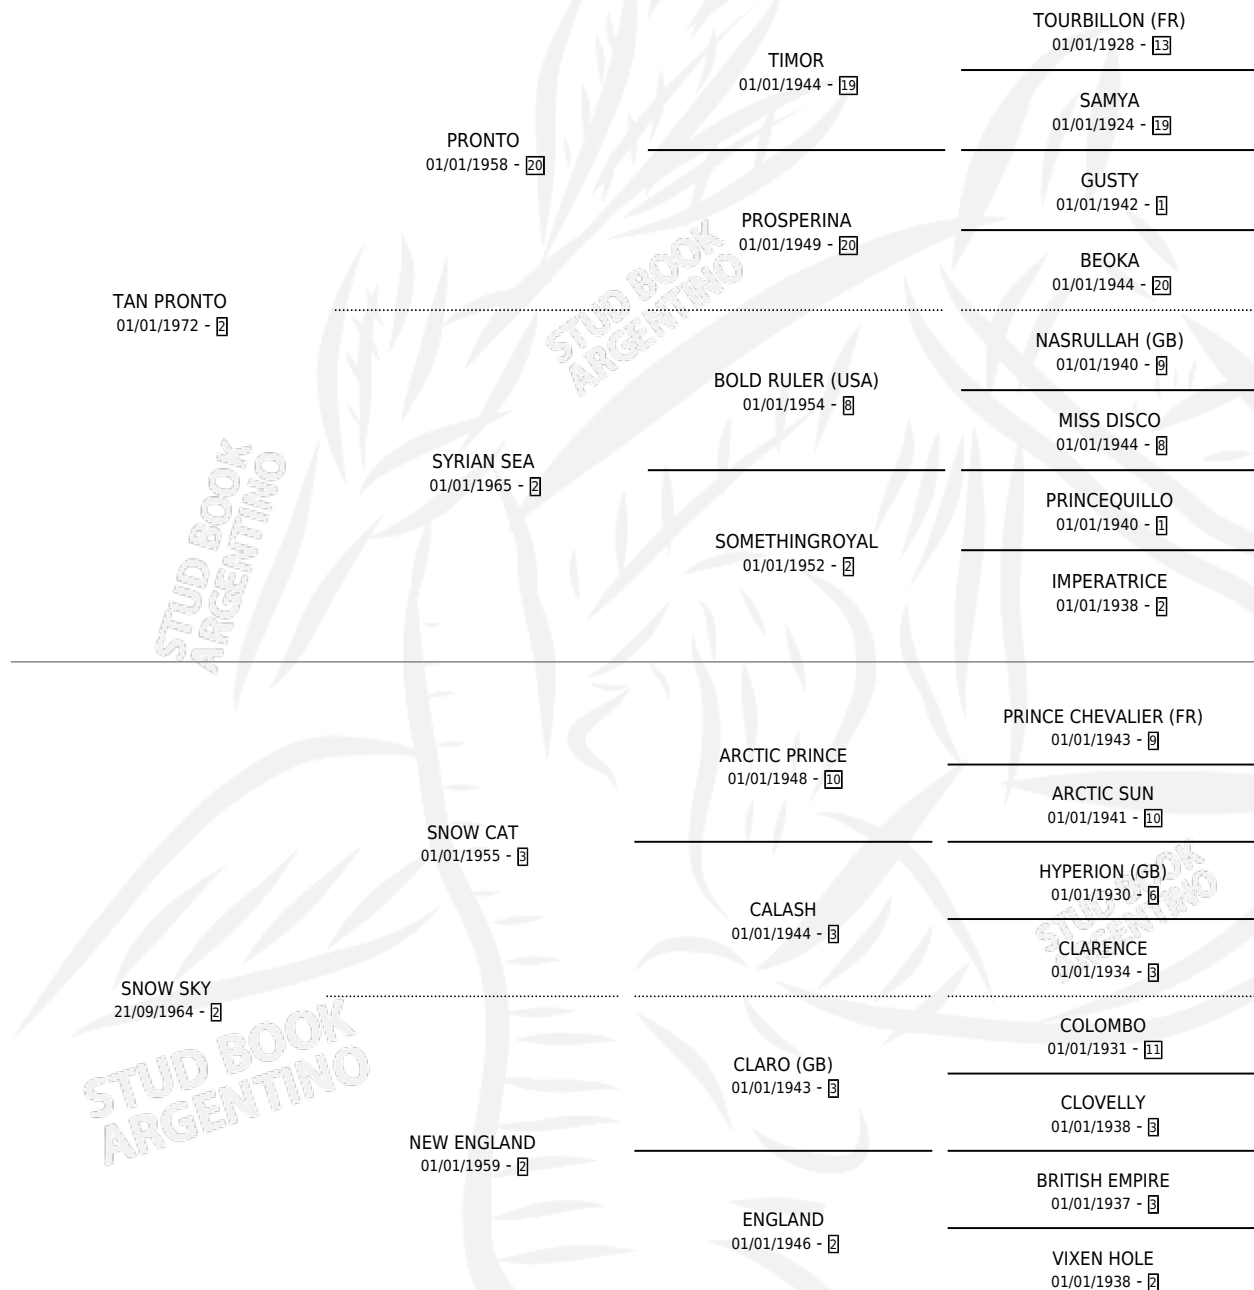 TOURBILLON (FR)
01/01/1928 - 13
TIMOR
01/01/1944 - 19
SAMYA
01/01/1924 - 19
PRONTO
01/01/1958 - 20
GUSTY
01/01/1942 - 1
PROSPERINA
01/01/1949 - 20
BEOKA
01/01/1944 - 20
TAN PRONTO
01/01/1972 - 2
STUD BOOK
ARGENTINO
NASRULLAH (GB)
01/01/1940 - 9
BOLD RULER (USA)
01/01/1954 - 8
MISS DISCO
01/01/1944 - 8
SYRIAN SEA
01/01/1965 - 2
PRINCEQUILLO
01/01/1940 - 1
SOMETHINGROYAL
01/01/1952 - 2
IMPERATRICE
01/01/1938 - 2
STUD BOOK
ARGENTINO
PRINCE CHEVALIER (FR)
01/01/1943 - 9
ARCTIC PRINCE
01/01/1948 - 10
ARCTIC SUN
01/01/1941 - 10
SNOW CAT
01/01/1955 - 3
HYPERION (GB)
01/01/1930 - 6
CALASH
01/01/1944 - 3
CLARENCE
01/01/1934 - 3
STUD BOOK
ARGENTINO
SNOW SKY
21/09/1964 - 2
COLOMBO
01/01/1931 - 11
CLARO (GB)
01/01/1943 - 3
CLOVELLY
01/01/1938 - 3
STUD BOOK
ARGENTINO
NEW ENGLAND
01/01/1959 - 2
BRITISH EMPIRE
01/01/1937 - 3
ENGLAND
01/01/1946 - 2
VIXEN HOLE
01/01/1938 - 2